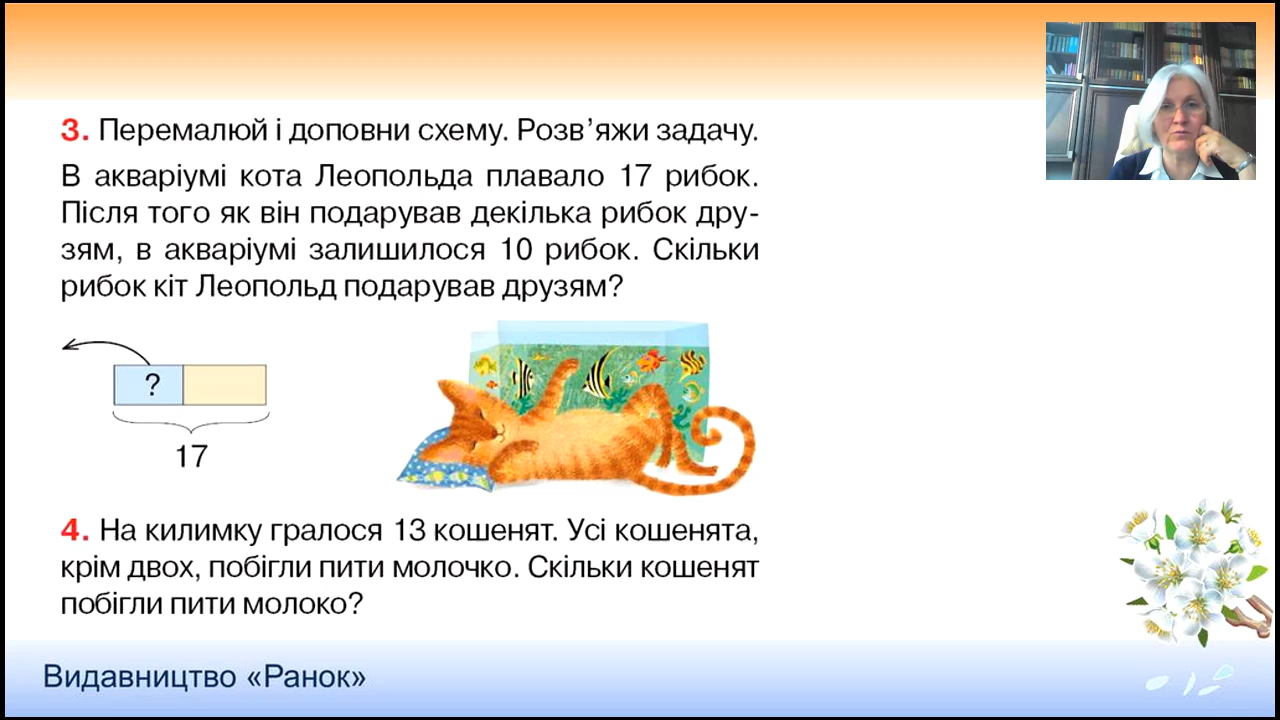 3. Перемалюй і доповни схему. Розв’яжи задачу.
В акваріумі кота Леопольда плавало 17 рибок.
Після того як він подарував декілька рибок дру-
зям, в акваріумі залишилося 10 рибок. Скільки
рибок кіт Леопольд подарував друзям?
?
17
4. На килимку гралося 13 кошенят. Усі кошенята,
крім двох, побігли пити молочко. Скільки кошенят
побігли пити молоко?
Видавництво «Ранок»